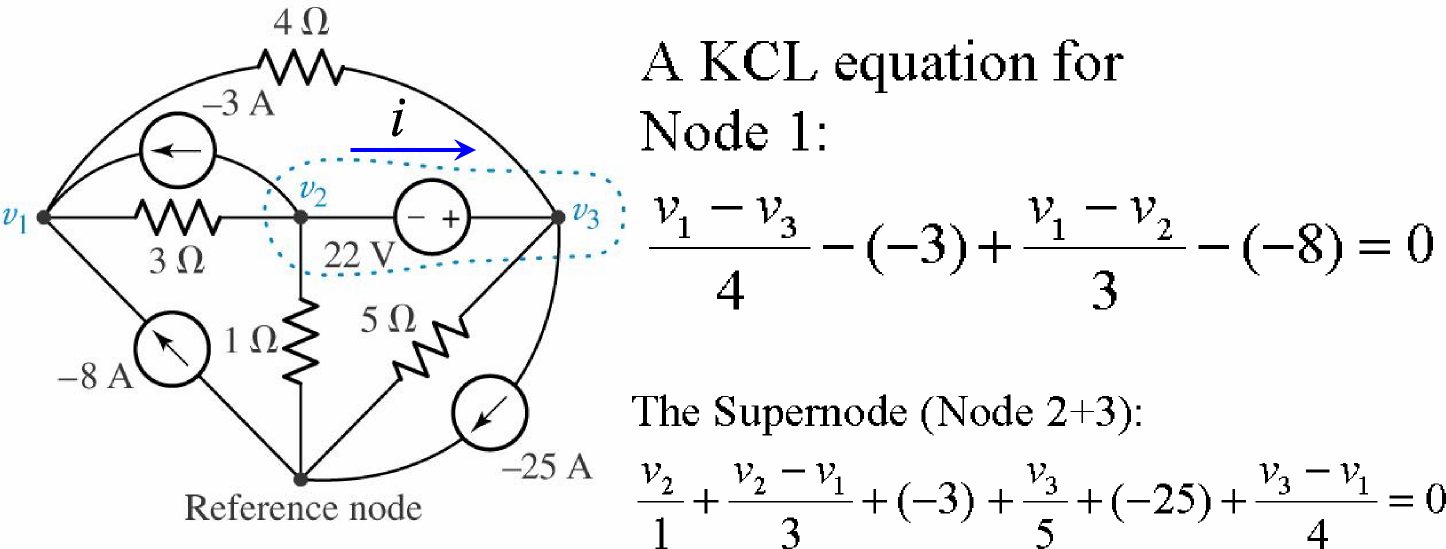 4 Ω
–3 A
i
v₁
v₂
v₃
– +
3 Ω
22 V
1 Ω
5 Ω
–8 A
–25 A
Reference node
A KCL equation for
Node 1:
(v₁ − v₃)/4 − (−3) + (v₁ − v₂)/3 − (−8) = 0
The Supernode (Node 2+3):
v₂/1 + (v₂ − v₁)/3 + (−3) + v₃/5 + (−25) + (v₃ − v₁)/4 = 0